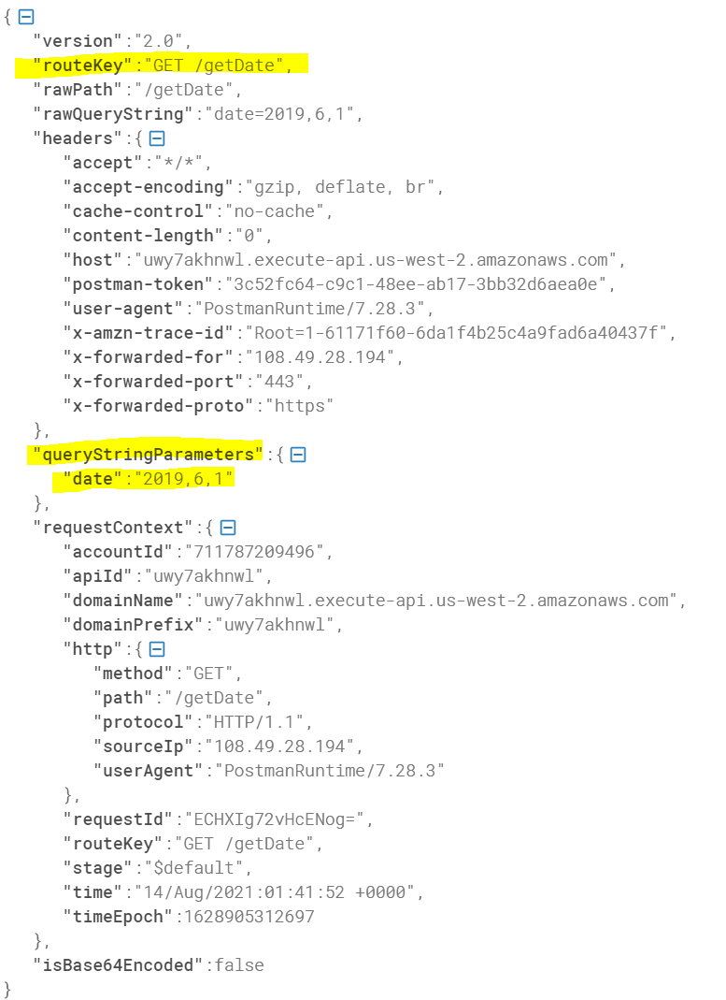 {
"version":"2.0",
"routeKey":"GET /getDate",
"rawPath":"/getDate",
"rawQueryString":"date=2019,6,1",
"headers":{
"accept":"*/*",
"accept-encoding":"gzip, deflate, br",
"cache-control":"no-cache",
"content-length":"0",
"host":"uwy7akhnwl.execute-api.us-west-2.amazonaws.com",
"postman-token":"3c52fc64-c9c1-48ee-ab17-3bb32d6aea0e",
"user-agent":"PostmanRuntime/7.28.3",
"x-amzn-trace-id":"Root=1-61171f60-6da1f4b25c4a9fad6a40437f",
"x-forwarded-for":"108.49.28.194",
"x-forwarded-port":"443",
"x-forwarded-proto":"https"
},
"queryStringParameters":{
"date":"2019,6,1"
},
"requestContext":{
"accountId":"711787209496",
"apiId":"uwy7akhnwl",
"domainName":"uwy7akhnwl.execute-api.us-west-2.amazonaws.com",
"domainPrefix":"uwy7akhnwl",
"http":{
"method":"GET",
"path":"/getDate",
"protocol":"HTTP/1.1",
"sourceIp":"108.49.28.194",
"userAgent":"PostmanRuntime/7.28.3"
},
"requestId":"ECHXIg72vHcENog=",
"routeKey":"GET /getDate",
"stage":"$default",
"time":"14/Aug/2021:01:41:52 +0000",
"timeEpoch":1628905312697
},
"isBase64Encoded":false
}